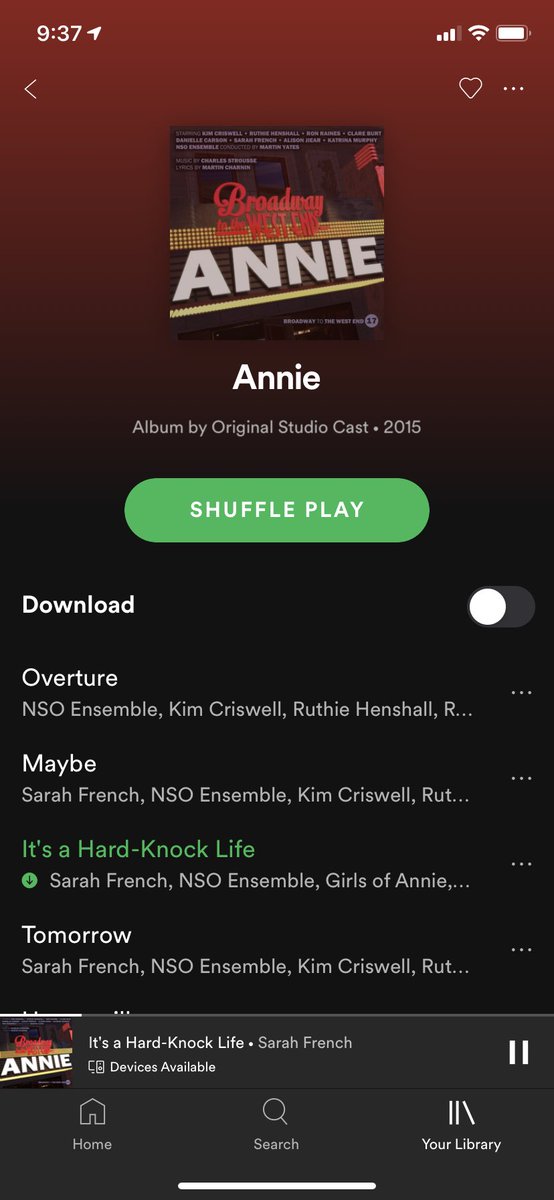 9:37
STARRING KIM CRISWELL • RUTHIE HENSHALL • RON RAINES • CLARE BURT
DANIELLE CARSON • SARAH FRENCH • ALISON JIEAR • KATRINA MURPHY
NSO ENSEMBLE CONDUCTED BY MARTIN YATES
MUSIC BY CHARLES STROUSSE
LYRICS BY MARTIN CHARNIN
Broadway
to the WEST END...
ANNIE
BROADWAY TO THE WEST END 17
Annie
Album by Original Studio Cast • 2015
SHUFFLE PLAY
Download
Overture
NSO Ensemble, Kim Criswell, Ruthie Henshall, R...
Maybe
Sarah French, NSO Ensemble, Kim Criswell, Rut...
It's a Hard-Knock Life
Sarah French, NSO Ensemble, Girls of Annie,...
Tomorrow
Sarah French, NSO Ensemble, Kim Criswell, Rut...
ANNIE
It's a Hard-Knock Life • Sarah French
Devices Available
Home
Search
Your Library